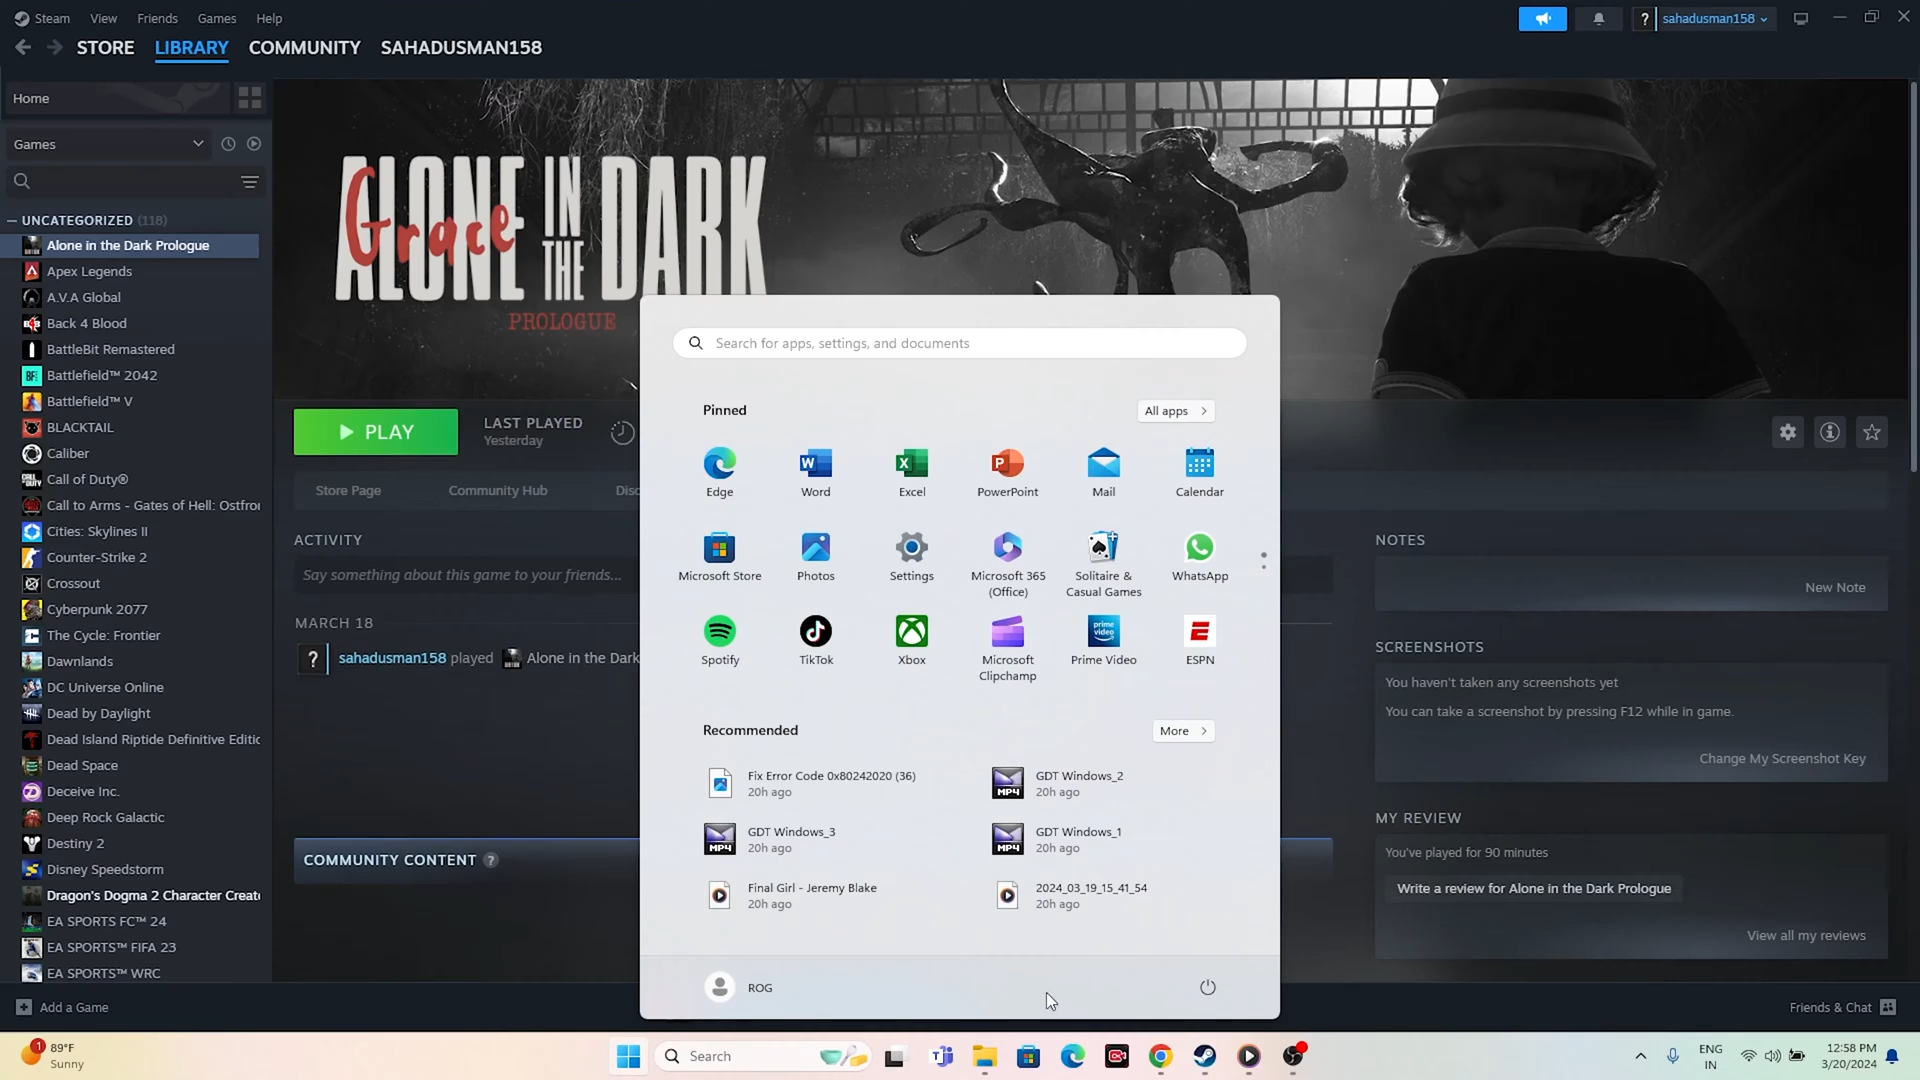 Steam View Friends Games Help
sahadusman158
STORE LIBRARY COMMUNITY SAHADUSMAN158
Home
Games
UNCATEGORIZED (118)
Alone in the Dark Prologue
Apex Legends
A.V.A Global
Back 4 Blood
BattleBit Remastered
Battlefield™ 2042
Battlefield™ V
BLACKTAIL
Caliber
Call of Duty®
Call to Arms - Gates of Hell: Ostfror
Cities: Skylines II
Counter-Strike 2
Crossout
Cyberpunk 2077
The Cycle: Frontier
Dawnlands
DC Universe Online
Dead by Daylight
Dead Island Riptide Definitive Editic
Dead Space
Deceive Inc.
Deep Rock Galactic
Destiny 2
Disney Speedstorm
Dragon's Dogma 2 Character Creato
EA SPORTS FC™ 24
EA SPORTS™ FIFA 23
EA SPORTS™ WRC
Add a Game
ALONE IN THE DARK
Grace
PROLOGUE
PLAY
LAST PLAYED
Yesterday
Store Page Community Hub Disc
ACTIVITY
Say something about this game to your friends...
MARCH 18
sahadusman158 played Alone in the Dark
COMMUNITY CONTENT ?
Search for apps, settings, and documents
Pinned
All apps
Edge Word Excel PowerPoint Mail Calendar
Microsoft Store Photos Settings Microsoft 365 (Office) Solitaire & Casual Games WhatsApp
Spotify TikTok Xbox Microsoft Clipchamp Prime Video ESPN
Recommended
More
Fix Error Code 0x80242020 (36)
20h ago
GDT Windows_2
20h ago
GDT Windows_3
20h ago
GDT Windows_1
20h ago
Final Girl - Jeremy Blake
20h ago
2024_03_19_15_41_54
20h ago
ROG
NOTES
New Note
SCREENSHOTS
You haven't taken any screenshots yet
You can take a screenshot by pressing F12 while in game.
Change My Screenshot Key
MY REVIEW
You've played for 90 minutes
Write a review for Alone in the Dark Prologue
View all my reviews
Friends & Chat
1
89°F
Sunny
Search
ENG
IN
12:58 PM
3/20/2024